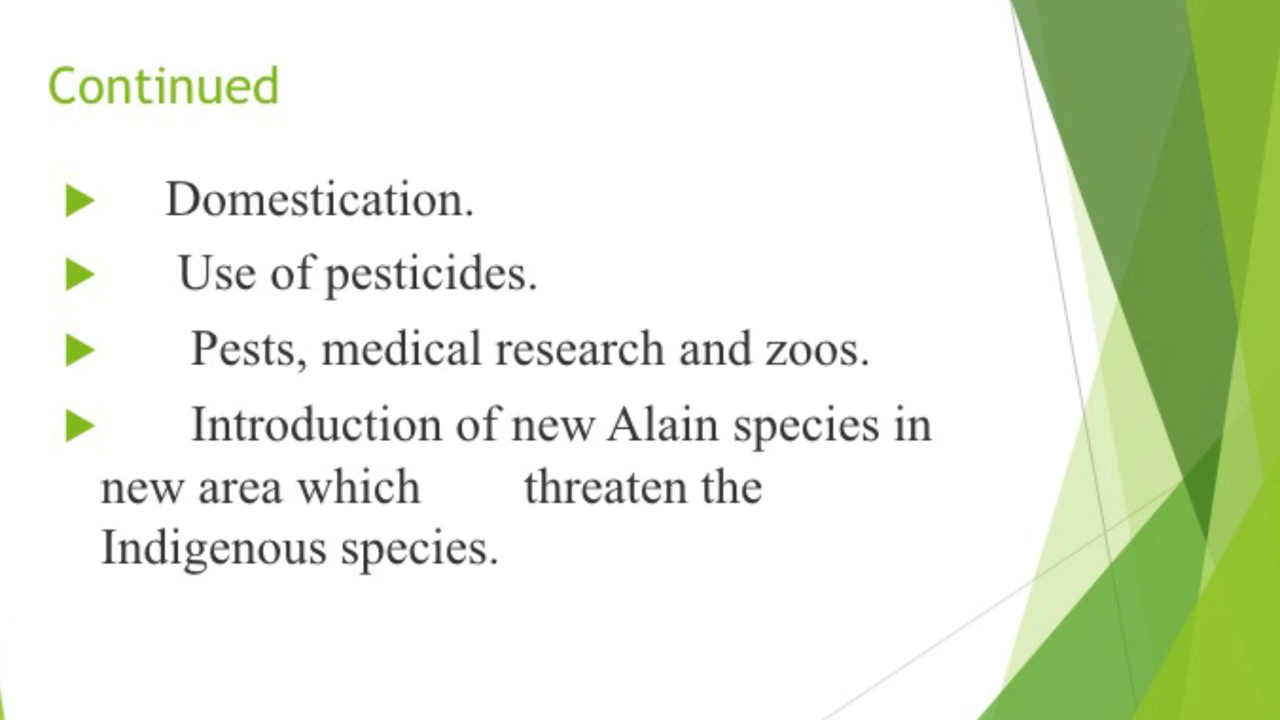 Continued
Domestication.
Use of pesticides.
Pests, medical research and zoos.
Introduction of new Alain species in
new area which threaten the
Indigenous species.